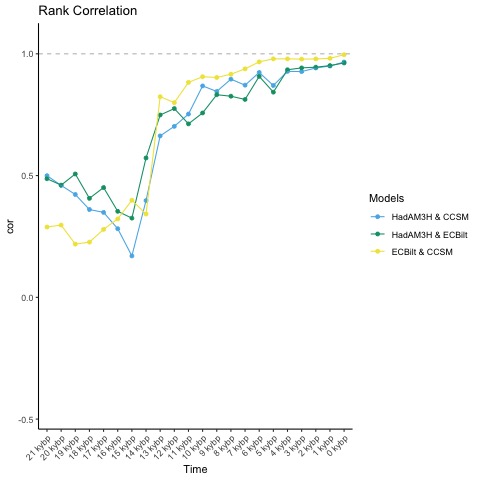 Rank Correlation
1.0
0.5
0.0
-0.5
cor
21 kybp
20 kybp
19 kybp
18 kybp
17 kybp
16 kybp
15 kybp
14 kybp
13 kybp
12 kybp
11 kybp
10 kybp
9 kybp
8 kybp
7 kybp
6 kybp
5 kybp
4 kybp
3 kybp
2 kybp
1 kybp
0 kybp
Time
Models
HadAM3H & CCSM
HadAM3H & ECBilt
ECBilt & CCSM